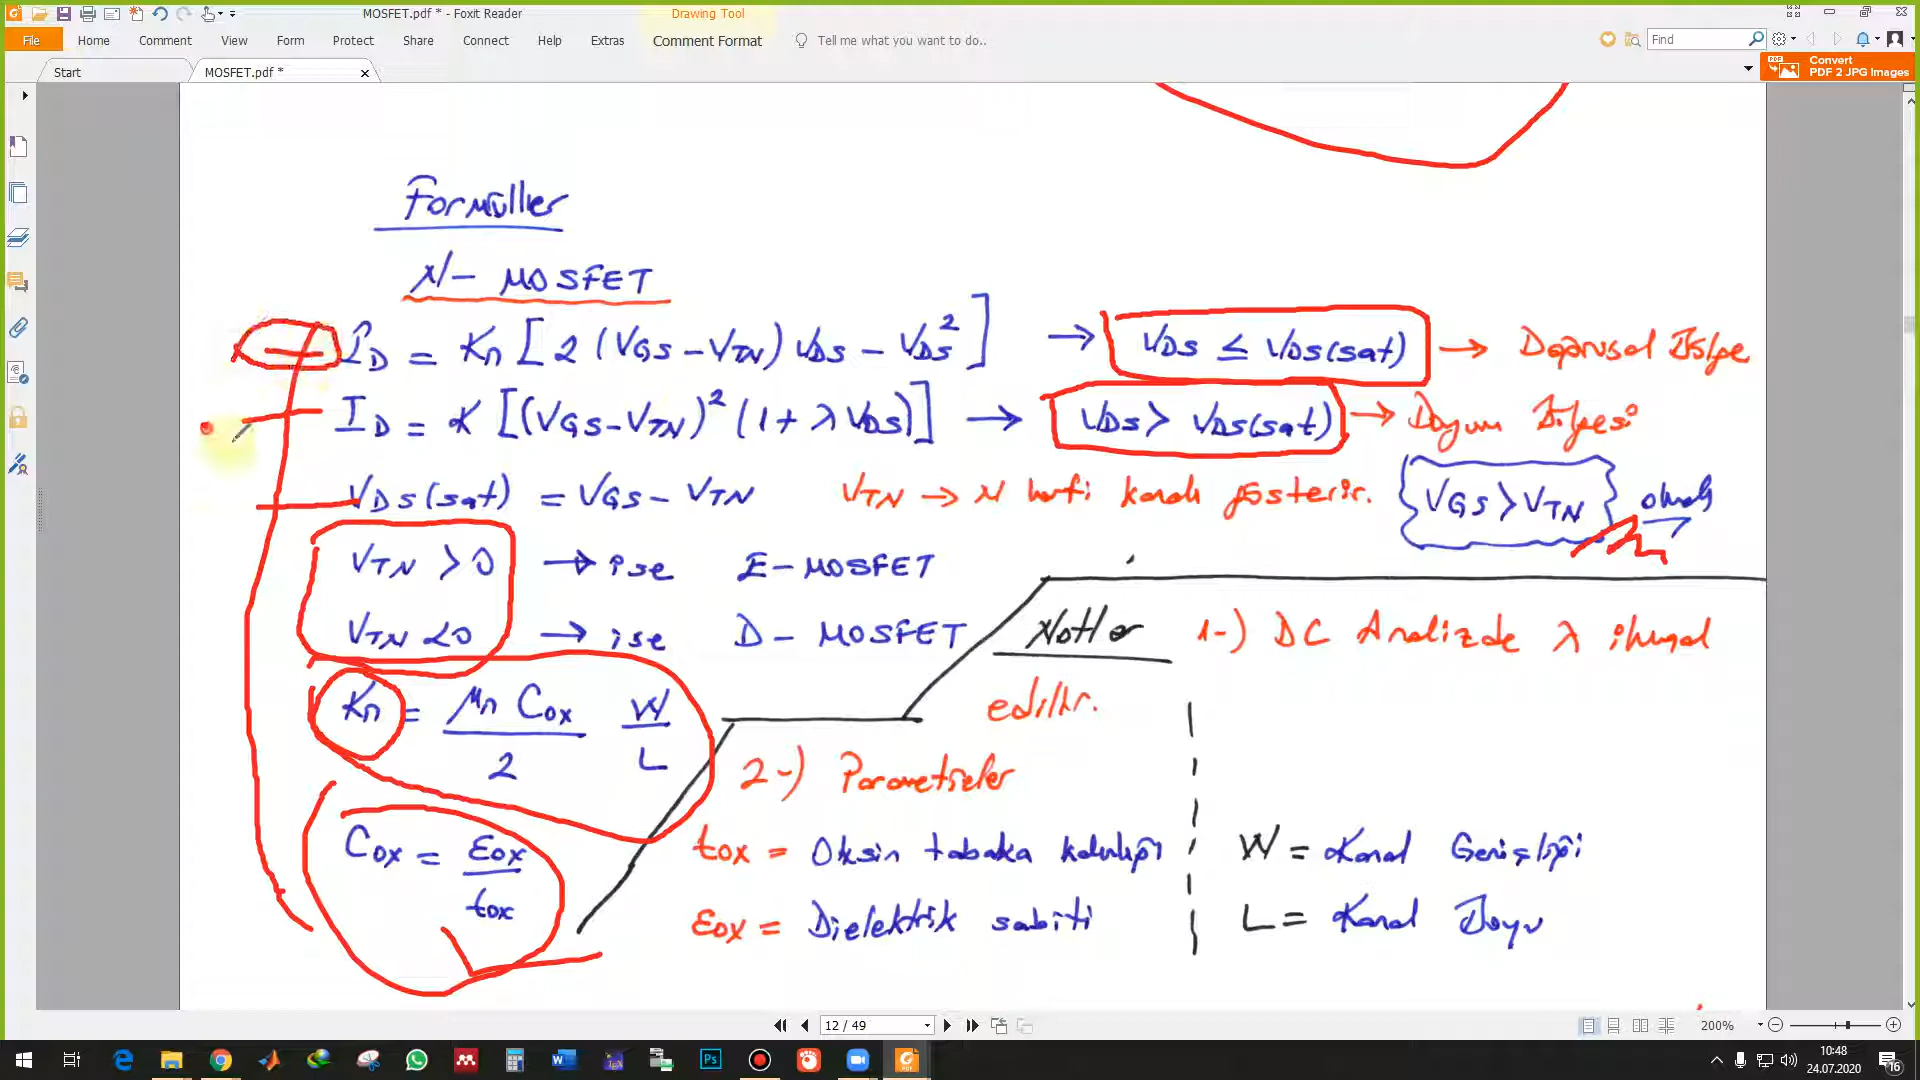 MOSFET.pdf * - Foxit Reader
Drawing Tool
File Home Comment View Form Protect Share Connect Help Extras Comment Format Tell me what you want to do.. Find
Start
MOSFET.pdf *
Convert
PDF 2 JPG Images
Formüller
N- MOSFET
ID = Kn [2 (VGS-VTN) VDS - VDS²] → VDS ≤ VDS(sat) → Doğrusal Bölge
ID = K [(VGS-VTN)² (1+ λ VDS)] → VDS > VDS(sat) → Doyum Bölgesi
VDS(sat) = VGS - VTN VTN → N harfi kanalı gösterir. {VGS > VTN} olmalı
VTN > 0 → ise E-MOSFET
VTN < 0 → ise D-MOSFET
Notlar 1-) DC Analizde λ ihmal
edilir.
Kn = μn Cox / 2 W / L
2-) Parametreler
Cox = εox / tox
tox = Oksin tabaka kalınlığı
W = Kanal Genişliği
εox = Dielektrik sabiti
L = Kanal Boyu
12 / 49
200%
10:48
24.07.2020
16